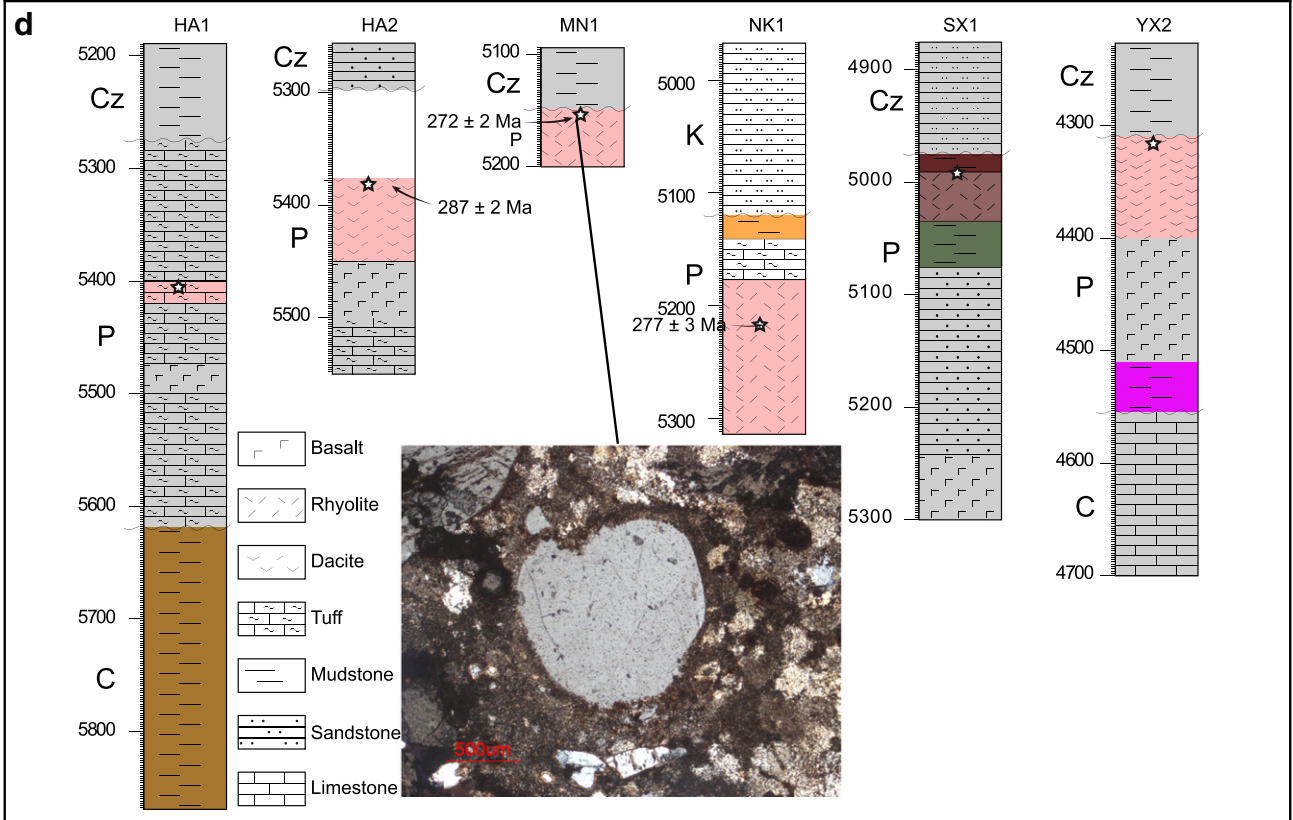 d
HA1
HA2
MN1
NK1
SX1
YX2
5200
Cz
5300
5400
P
5500
5600
5700
C
5800
Cz
5300
5400
287 ± 2 Ma
P
5500
5100
Cz
272 ± 2 Ma
P
5200
5000
K
5100
P
5200
277 ± 3 Ma
5300
4900
Cz
5000
P
5100
5200
5300
Cz
4300
4400
P
4500
4600
C
4700
Basalt
Rhyolite
Dacite
Tuff
Mudstone
Sandstone
Limestone
500um